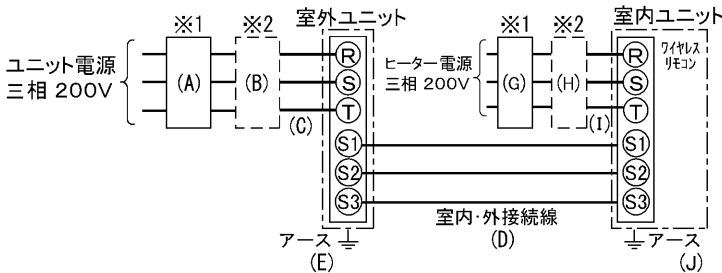 ※1
※2
室外ユニット
ユニット電源
三相 200V
(A)
(B)
(C)
R
S
T
S1
S2
S3
アース
(E)
※1
※2
室内ユニット
ヒーター電源
三相 200V
(G)
(H)
(I)
R
S
T
S1
S2
S3
ワイヤレス
リモコン
室内・外接続線
(D)
アース
(J)